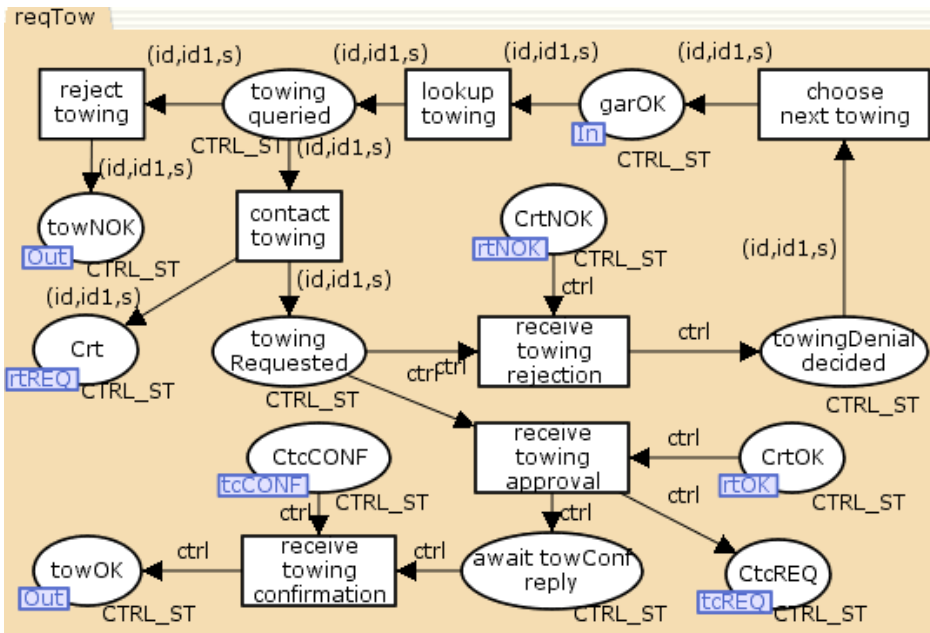 reqTow
(id,id1,s)
(id,id1,s)
(id,id1,s)
(id,id1,s)
reject
towing
towing
queried
lookup
towing
garOK
In
choose
next towing
CTRL_ST
CTRL_ST
(id,id1,s)
(id,id1,s)
towNOK
Out
CTRL_ST
contact
towing
CrtNOK
rtNOK
CTRL_ST
(id,id1,s)
(id,id1,s)
(id,id1,s)
ctrl
Crt
rtREQ
CTRL_ST
towing
Requested
CTRL_ST
ctrl
ctrl
receive
towing
rejection
ctrl
towingDenial
decided
CTRL_ST
CtcCONF
tcCONF
CTRL_ST
receive
towing
approval
ctrl
CrtOK
rtOK
CTRL_ST
ctrl
ctrl
ctrl
towOK
Out
CTRL_ST
ctrl
receive
towing
confirmation
ctrl
await towConf
reply
CTRL_ST
CtcREQ
tcREQ
CTRL_ST